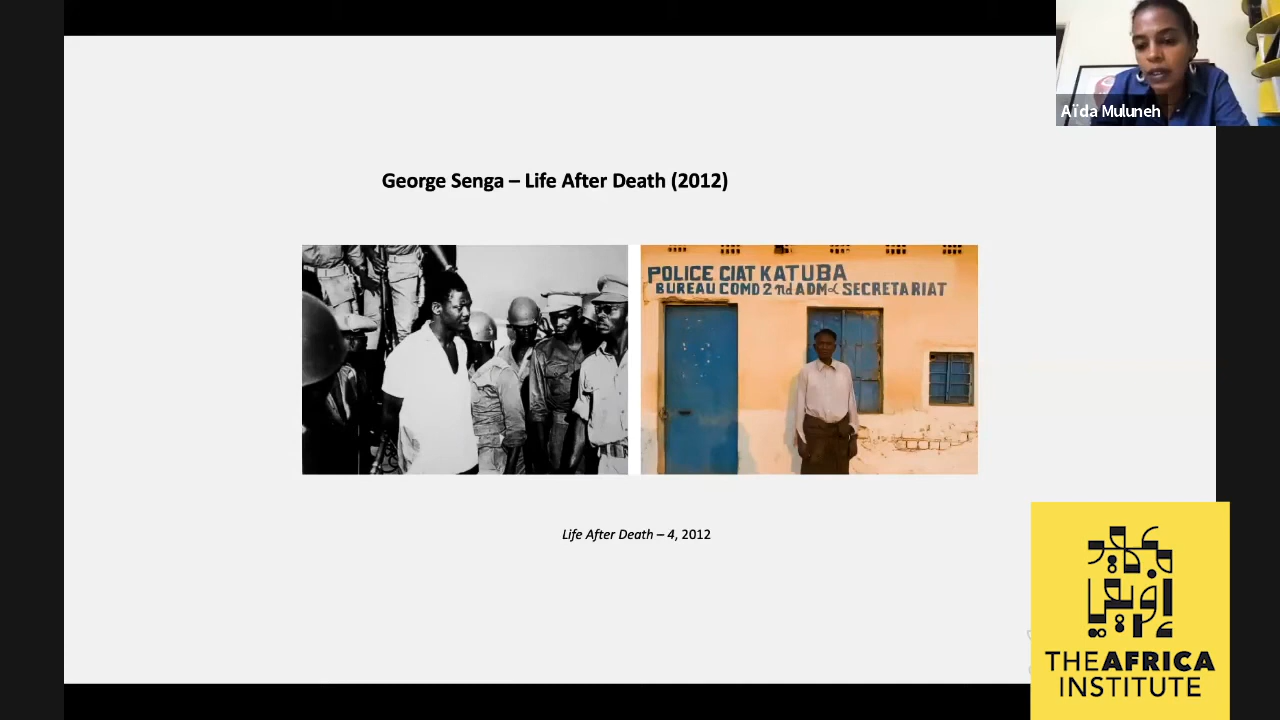 Aïda Muluneh
George Senga – Life After Death (2012)
POLICE CIAT KATUBA
BUREAU COMD 2nd ADM & SECRETARIAT
Life After Death – 4, 2012
أفريقيا
THE AFRICA
INSTITUTE